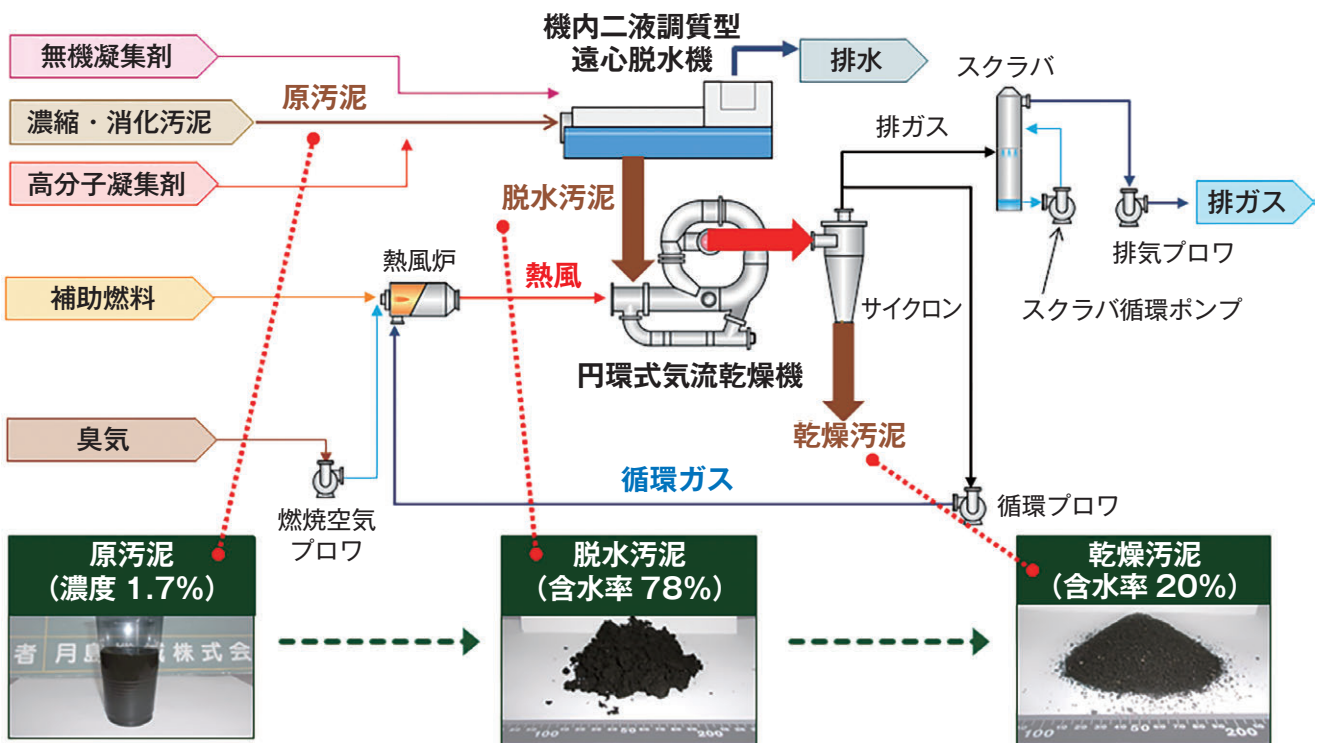 機内二液調質型
遠心脱水機
無機凝集剤
排水
スクラバ
原汚泥
濃縮・消化汚泥
排ガス
高分子凝集剤
脱水汚泥
排ガス
排気ブロワ
熱風炉
熱風
補助燃料
サイクロン
スクラバ循環ポンプ
円環式気流乾燥機
臭気
乾燥汚泥
循環ガス
循環ブロワ
燃焼空気
ブロワ
原汚泥
(濃度 1.7%)
脱水汚泥
(含水率 78%)
乾燥汚泥
(含水率 20%)
者 月島機械株式会
100
50
200
100
50
200